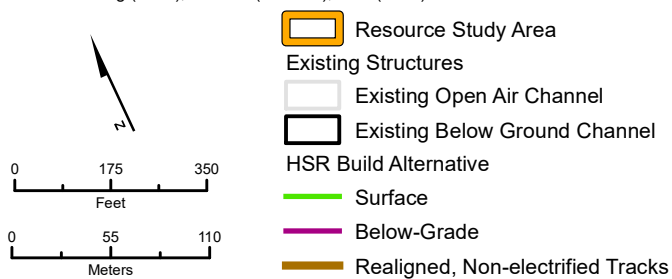 Resource Study Area
Existing Structures
Existing Open Air Channel
Existing Below Ground Channel
HSR Build Alternative
Surface
Below-Grade
Realigned, Non-electrified Tracks
N
0 175 350
Feet
0 55 110
Meters